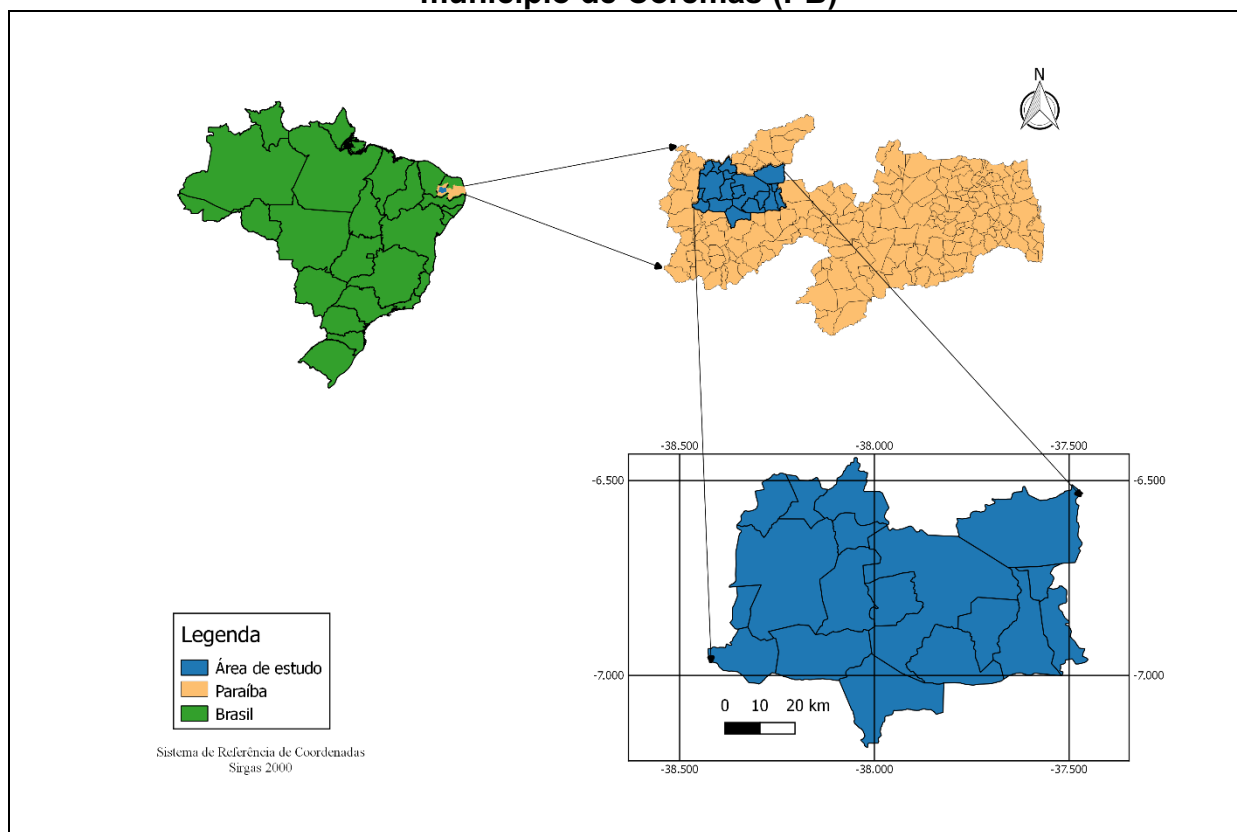 município de Coremas (PB)
N
-38.500 -38.000 -37.500
-6.500 -6.500
-7.000 -7.000
0 10 20 km
-38.500 -38.000 -37.500
Legenda
Área de estudo
Paraíba
Brasil
Sistema de Referência de Coordenadas
Sirgas 2000